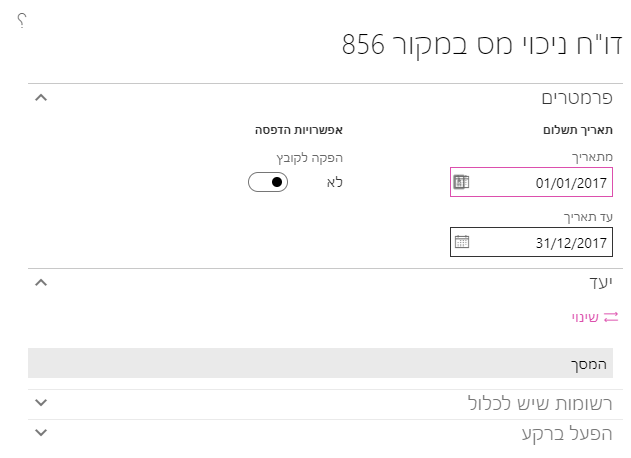 ؟
דו"ח ניכוי מס במקור 856
פרמטרים
תאריך תשלום
מתאריך
01/01/2017
עד תאריך
31/12/2017
אפשרויות הדפסה
הפקה לקובץ
לא
יעד
שינוי
המסך
רשומות שיש לכלול
הפעל ברקע